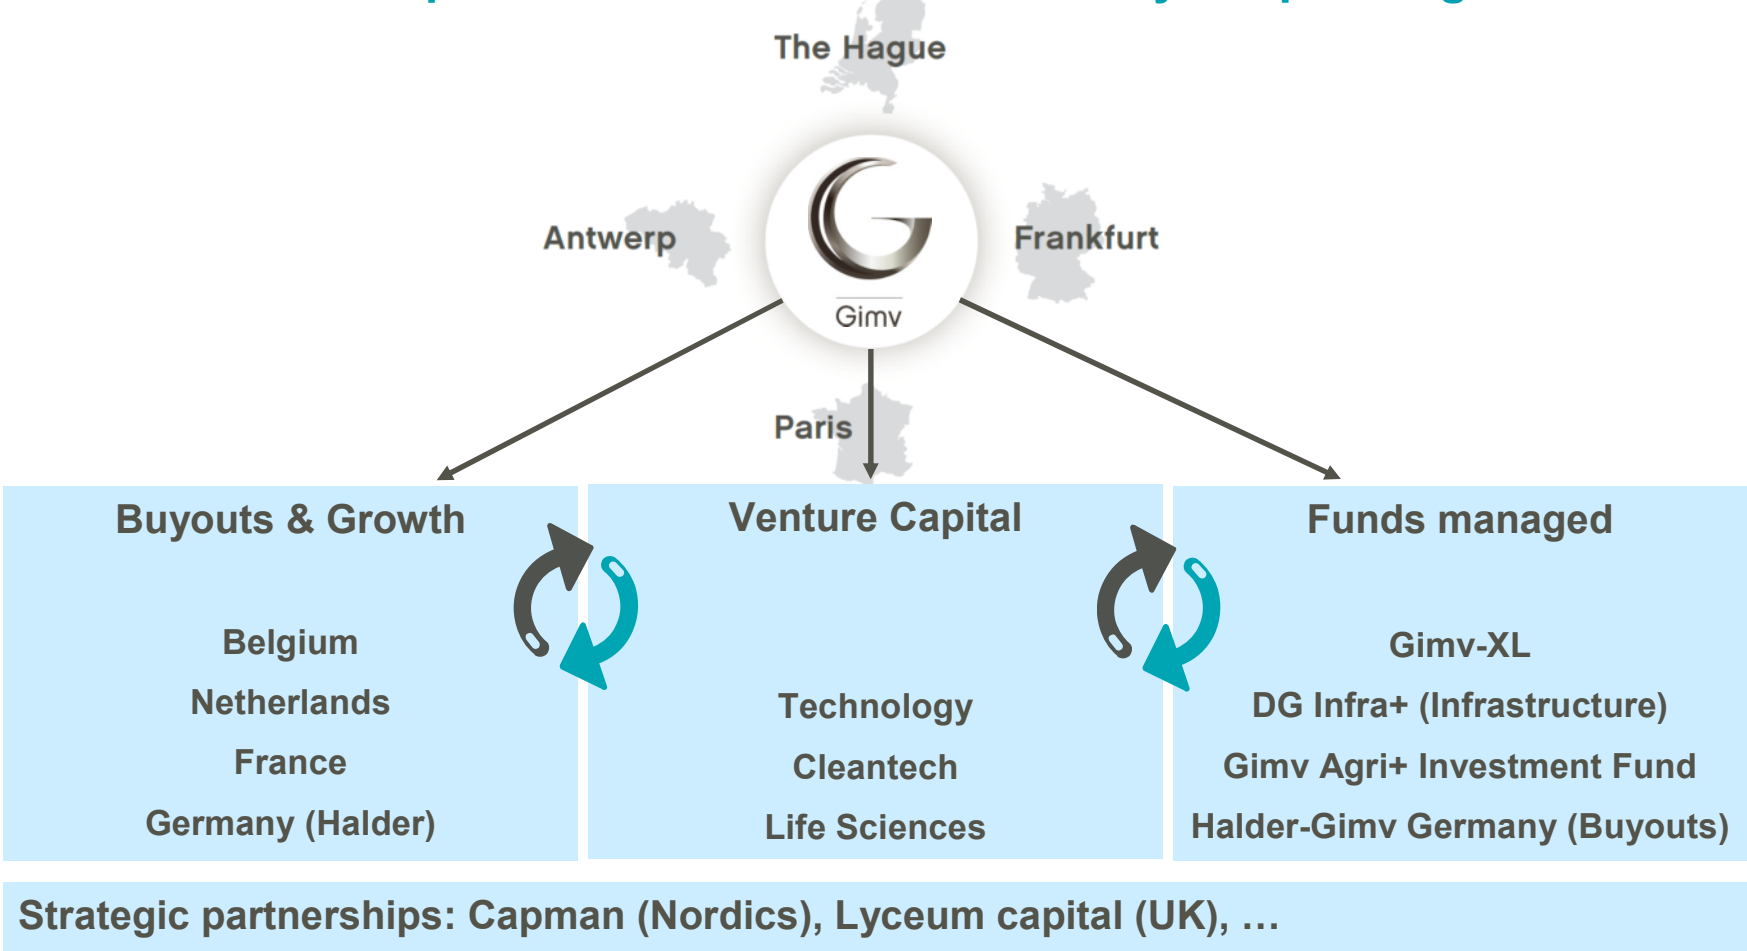 The Hague
Antwerp
Frankfurt
Gimv
Paris
Buyouts & Growth
Belgium
Netherlands
France
Germany (Halder)
Venture Capital
Technology
Cleantech
Life Sciences
Funds managed
Gimv-XL
DG Infra+ (Infrastructure)
Gimv Agri+ Investment Fund
Halder-Gimv Germany (Buyouts)
Strategic partnerships: Capman (Nordics), Lyceum capital (UK), …